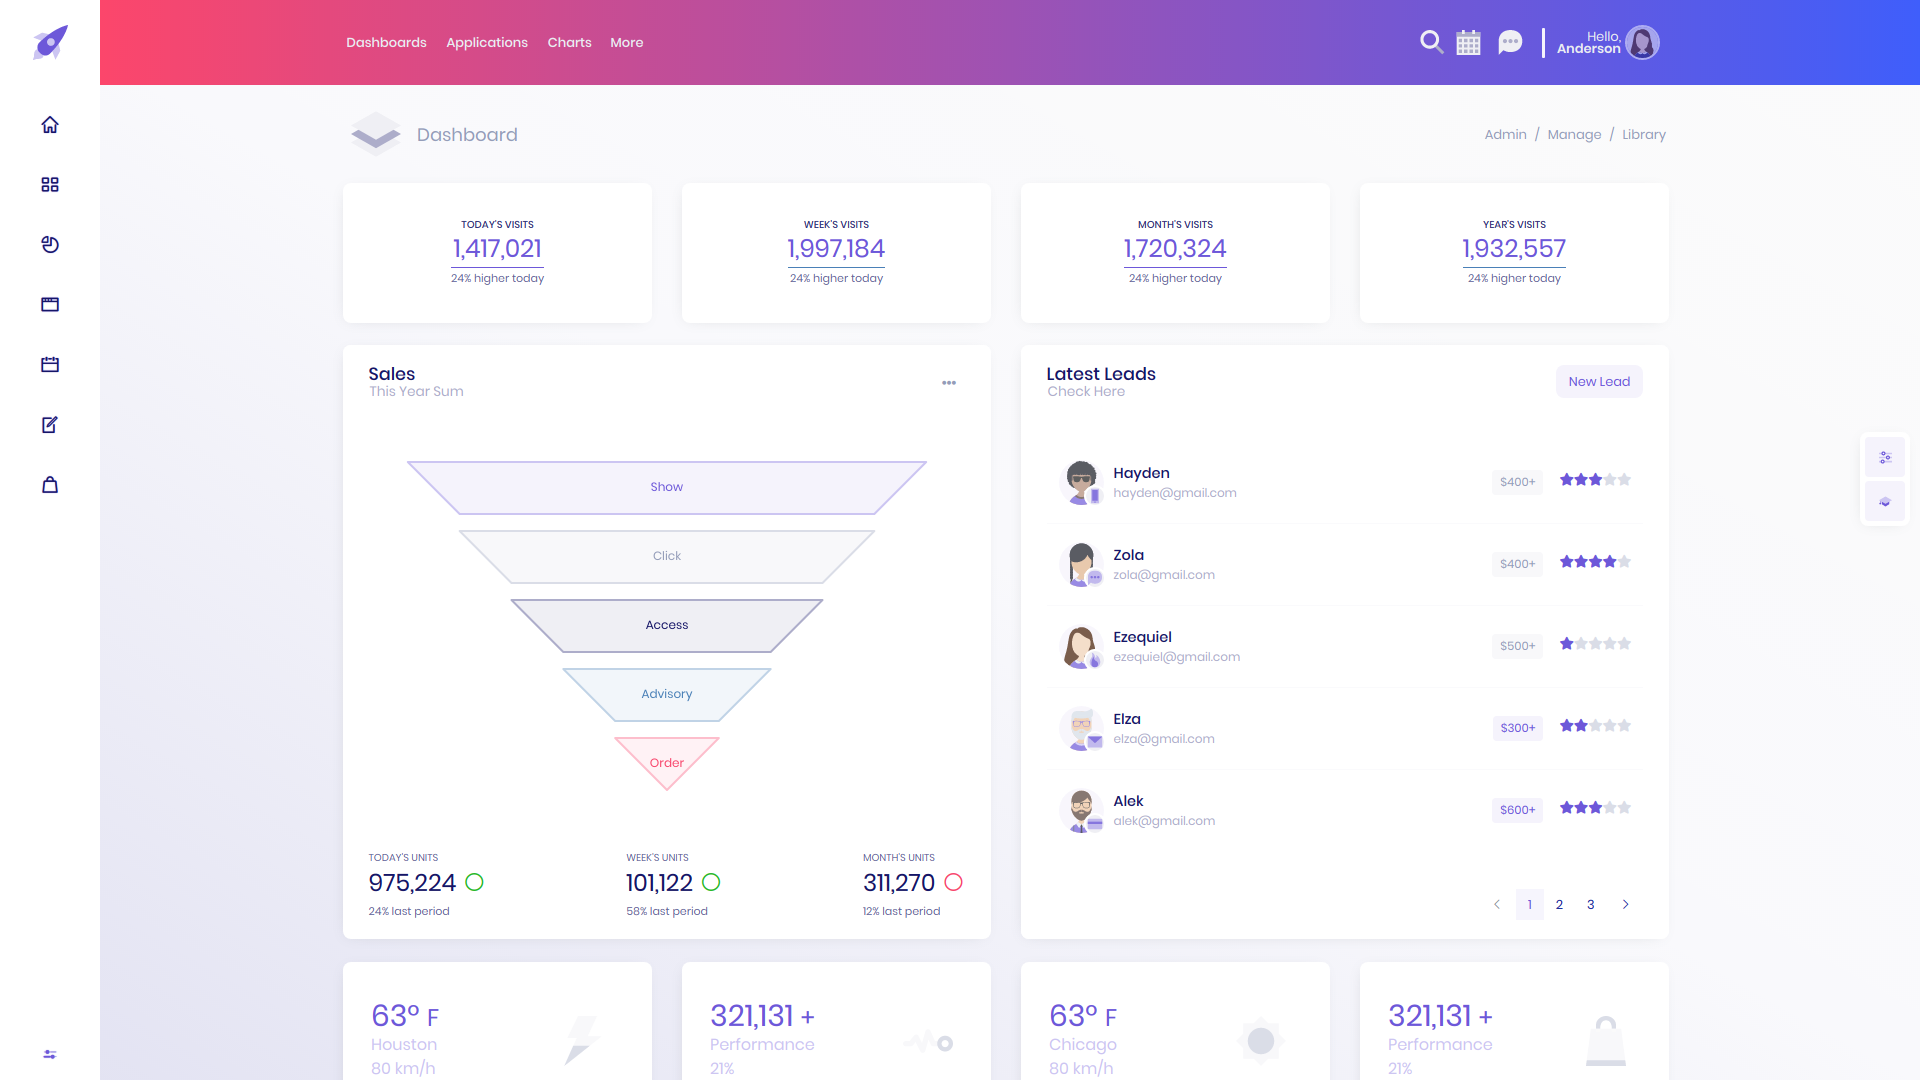 Dashboards Applications Charts More
Hello,
Anderson
Dashboard
Admin / Manage / Library
TODAY'S VISITS
1,417,021
24% higher today
WEEK'S VISITS
1,997,184
24% higher today
MONTH'S VISITS
1,720,324
24% higher today
YEAR'S VISITS
1,932,557
24% higher today
Sales
This Year Sum
Show
Click
Access
Advisory
Order
TODAY'S UNITS
975,224
24% last period
WEEK'S UNITS
101,122
58% last period
MONTH'S UNITS
311,270
12% last period
Latest Leads
Check Here
New Lead
Hayden
hayden@gmail.com
$400+
Zola
zola@gmail.com
$400+
Ezequiel
ezequiel@gmail.com
$500+
Elza
elza@gmail.com
$300+
Alek
alek@gmail.com
$600+
1 2 3
63° F
Houston
80 km/h
321,131 +
Performance
21%
63° F
Chicago
80 km/h
321,131 +
Performance
21%